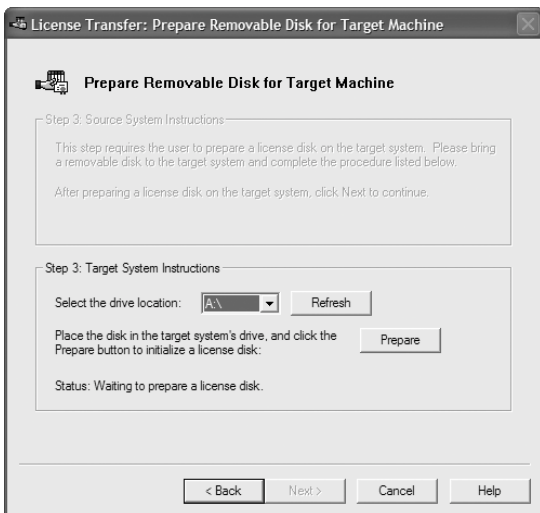 License Transfer: Prepare Removable Disk for Target Machine
Prepare Removable Disk for Target Machine
Step 3: Source System Instructions
This step requires the user to prepare a license disk on the target system. Please bring
a removable disk to the target system and complete the procedure listed below.
After preparing a license disk on the target system, click Next to continue.
Step 3: Target System Instructions
Select the drive location: A:\ Refresh
Place the disk in the target system's drive, and click the
Prepare button to initialize a license disk: Prepare
Status: Waiting to prepare a license disk.
< Back Next > Cancel Help